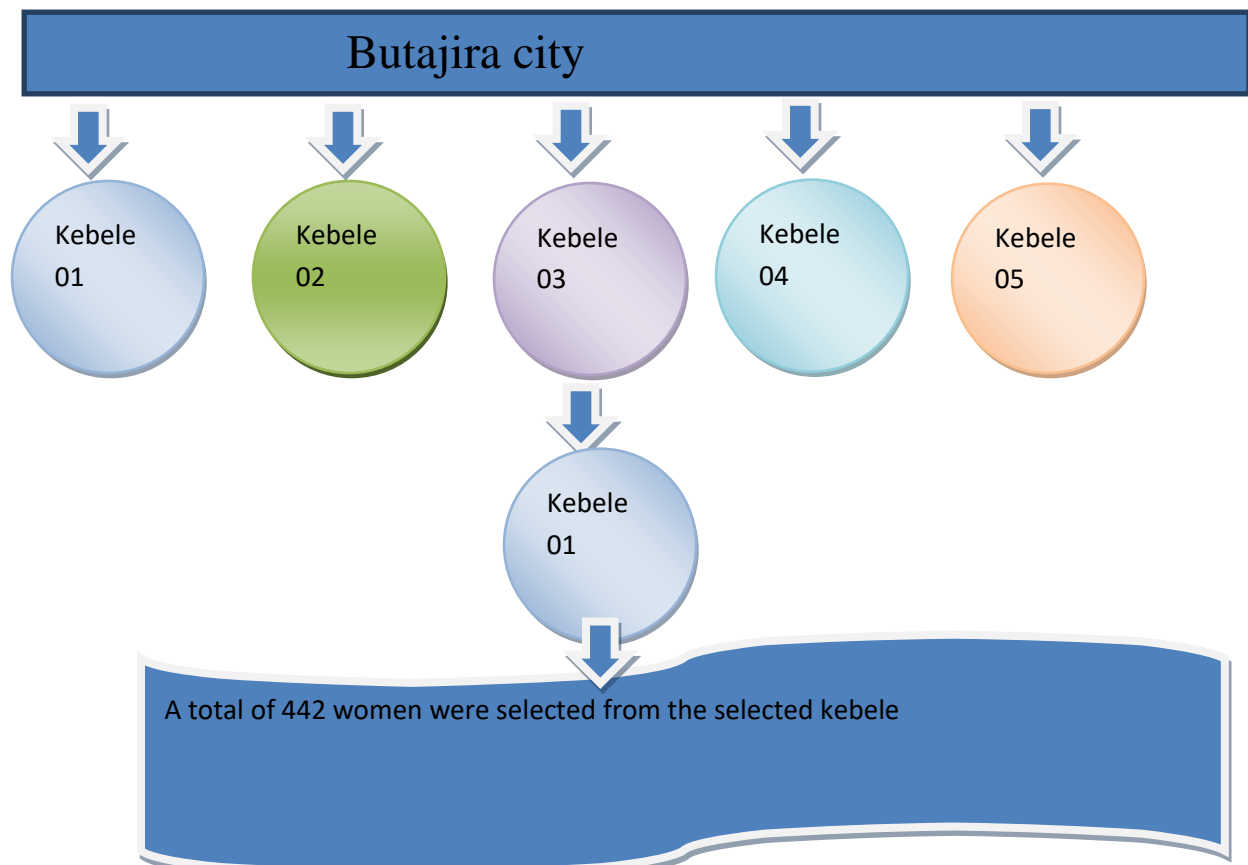 Butajira city
Kebele
01
Kebele
02
Kebele
03
Kebele
04
Kebele
05
Kebele
01
A total of 442 women were selected from the selected kebele